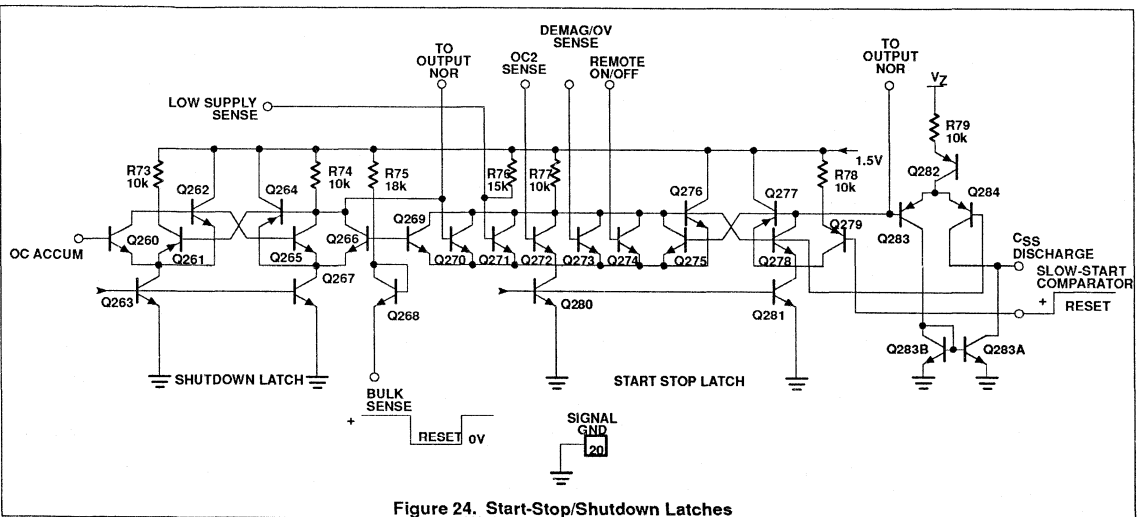 DEMAG/OV
SENSE
TO
OUTPUT
NOR
OC2
SENSE
REMOTE
ON/OFF
TO
OUTPUT
NOR
LOW SUPPLY
SENSE
VZ
R79
10k
1.5V
R73
10k
R74
10k
R75
18k
R76
15k
R77
10k
R78
10k
Q262
Q264
Q276
Q277
Q282
Q284
Q260
Q261
Q265
Q266
Q269
Q270
Q271
Q272
Q273
Q274
Q275
Q278
Q279
Q283
OC ACCUM
Q263
Q267
Q268
Q280
Q281
CSS
DISCHARGE
SLOW-START
COMPARATOR
+
RESET
Q283B
Q283A
SHUTDOWN LATCH
START STOP LATCH
BULK
SENSE
+
RESET 0V
SIGNAL
GND
20
Figure 24. Start-Stop/Shutdown Latches